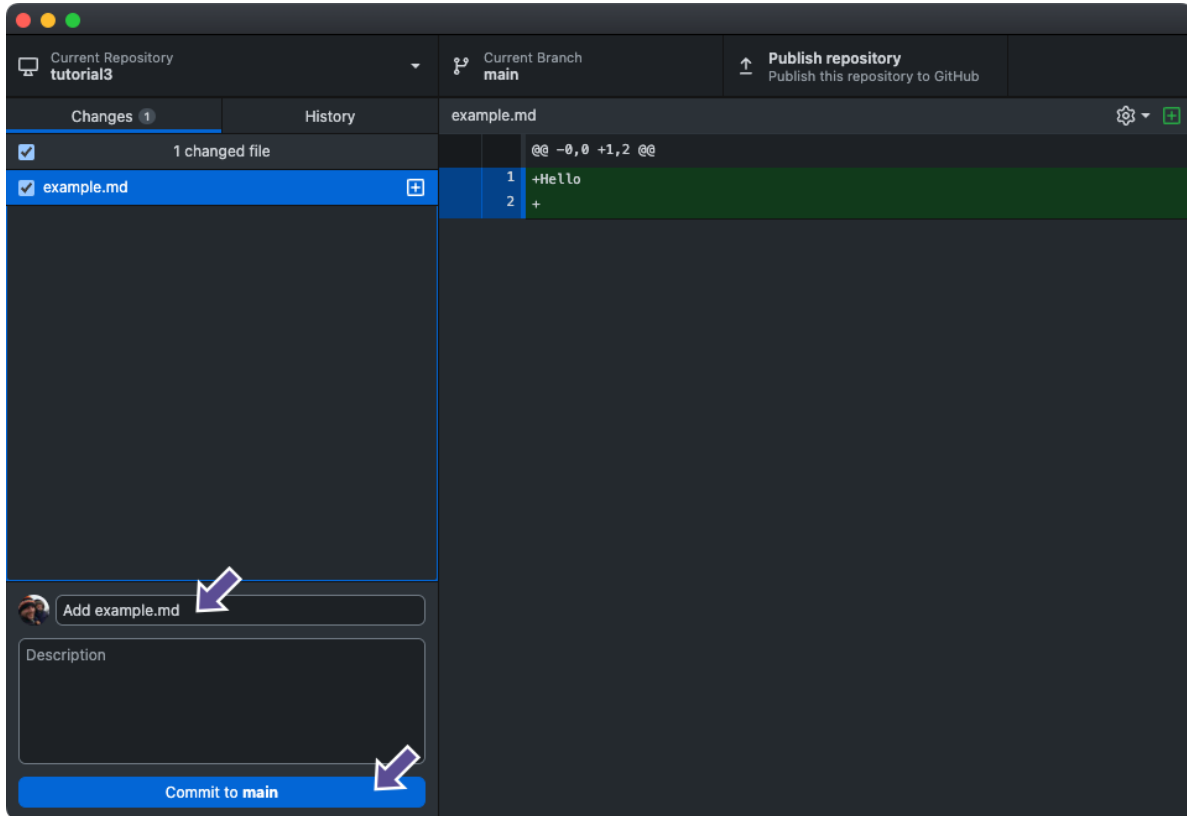 Current Repository
tutorial3
Current Branch
main
Publish repository
Publish this repository to GitHub
Changes 1
History
1 changed file
example.md
example.md
@@ -0,0 +1,2 @@
1 +Hello
2 +
Add example.md
Description
Commit to main